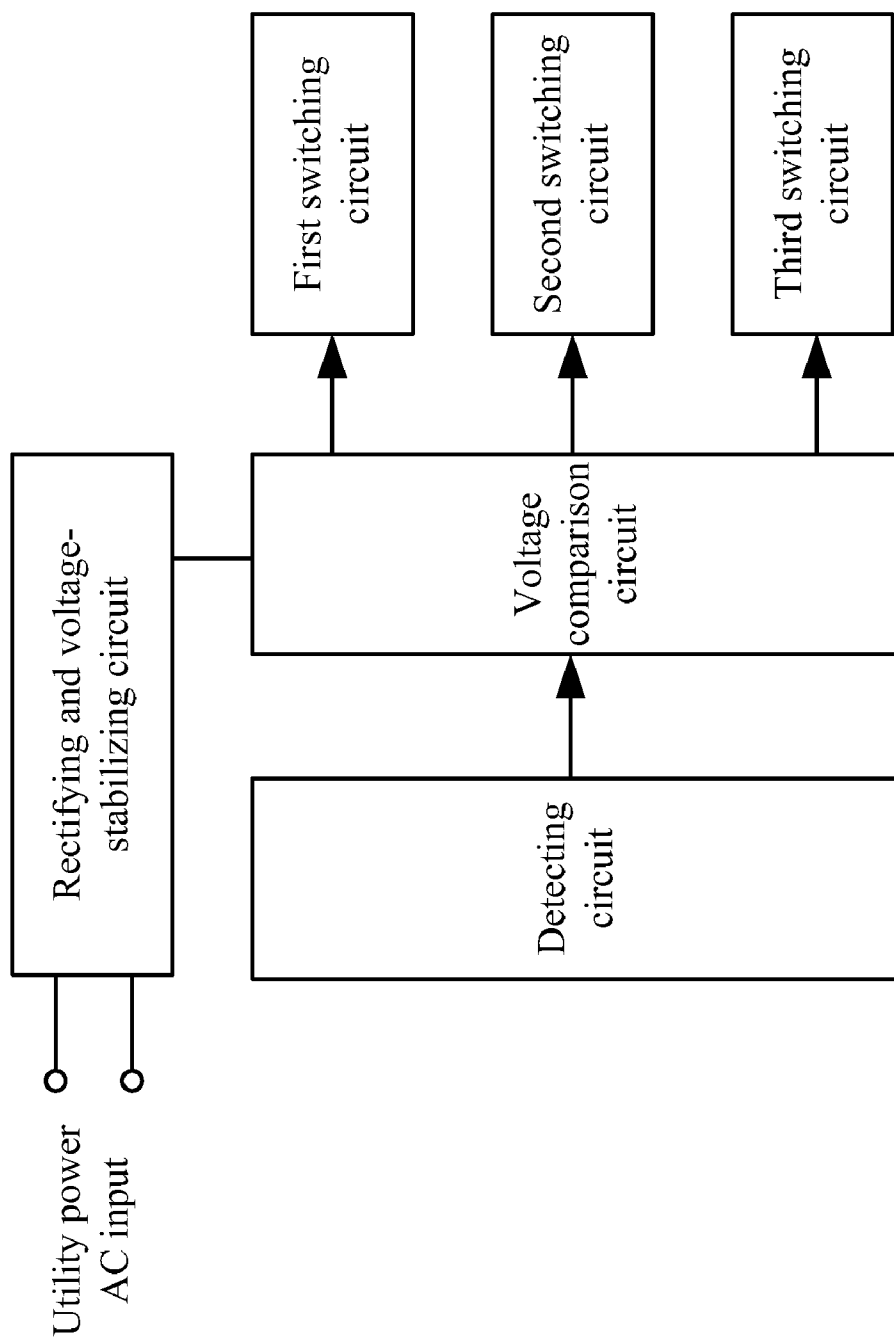 Utility power
AC input
Rectifying and voltage-
stabilizing circuit
Detecting
circuit
Voltage
comparison
circuit
First switching
circuit
Second switching
circuit
Third switching
circuit